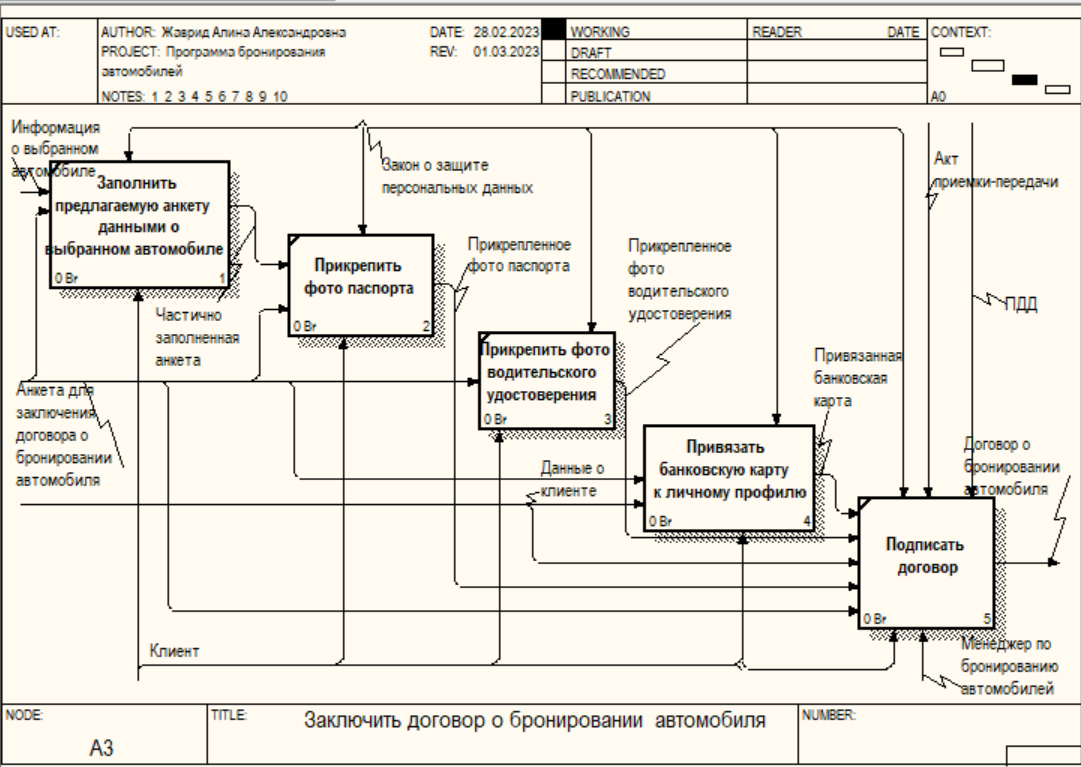 USED AT:
AUTHOR: Жаврид Алина Александровна
DATE: 28.02.2023
WORKING
READER
DATE
CONTEXT:
PROJECT: Программа бронирования
REV: 01.03.2023
DRAFT
автомобилей
RECOMMENDED
NOTES: 1 2 3 4 5 6 7 8 9 10
PUBLICATION
A0
Информация
о выбранном
автомобиле
Заполнить
предлагаемую анкету
данными о
выбранном автомобиле
0 Br
1
Закон о защите
персональных данных
Акт
приемки-передачи
Прикрепить
фото паспорта
0 Br
2
Прикрепленное
фото паспорта
Прикрепленное
фото
водительского
удостоверения
ПДД
Частично
заполненная
анкета
Прикрепить фото
водительского
удостоверения
0 Br
3
Привязанная
банковская
карта
Анкета для
заключения
договора о
бронировании
автомобиля
Привязать
банковскую карту
к личному профилю
0 Br
4
Данные о
клиенте
Договор о
бронировании
автомобиля
Подписать
договор
0 Br
5
Клиент
Менеджер по
бронированию
автомобилей
NODE:
A3
TITLE:
Заключить договор о бронировании автомобиля
NUMBER: